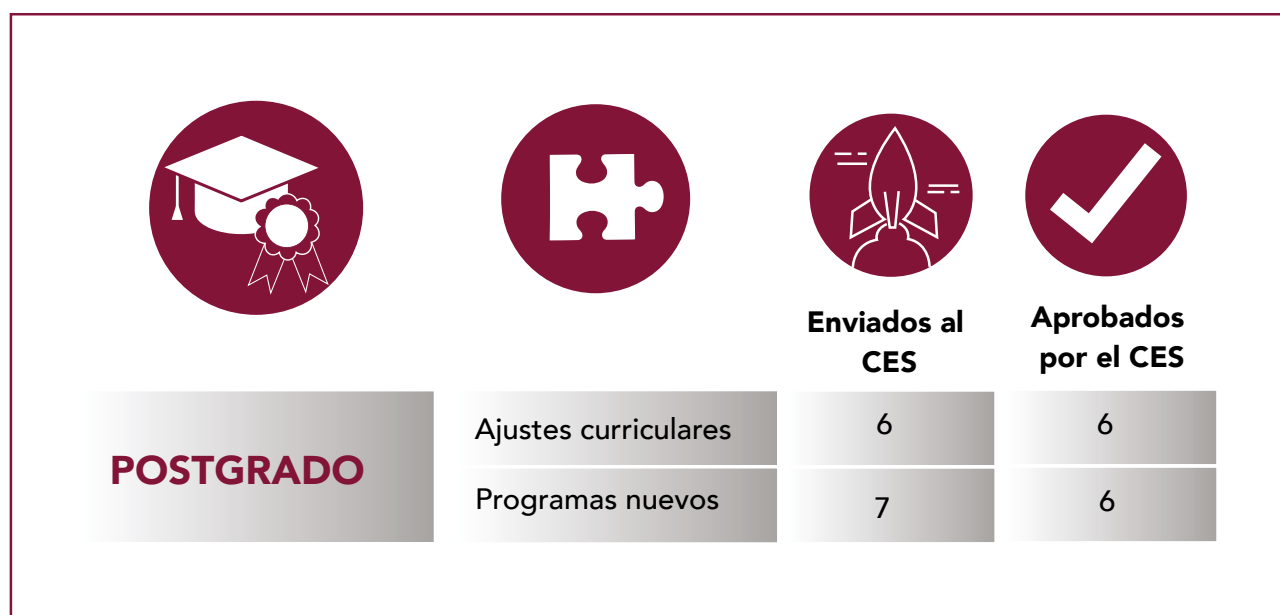 Enviados al
CES
Aprobados
por el CES
POSTGRADO
Ajustes curriculares 6 6
Programas nuevos 7 6